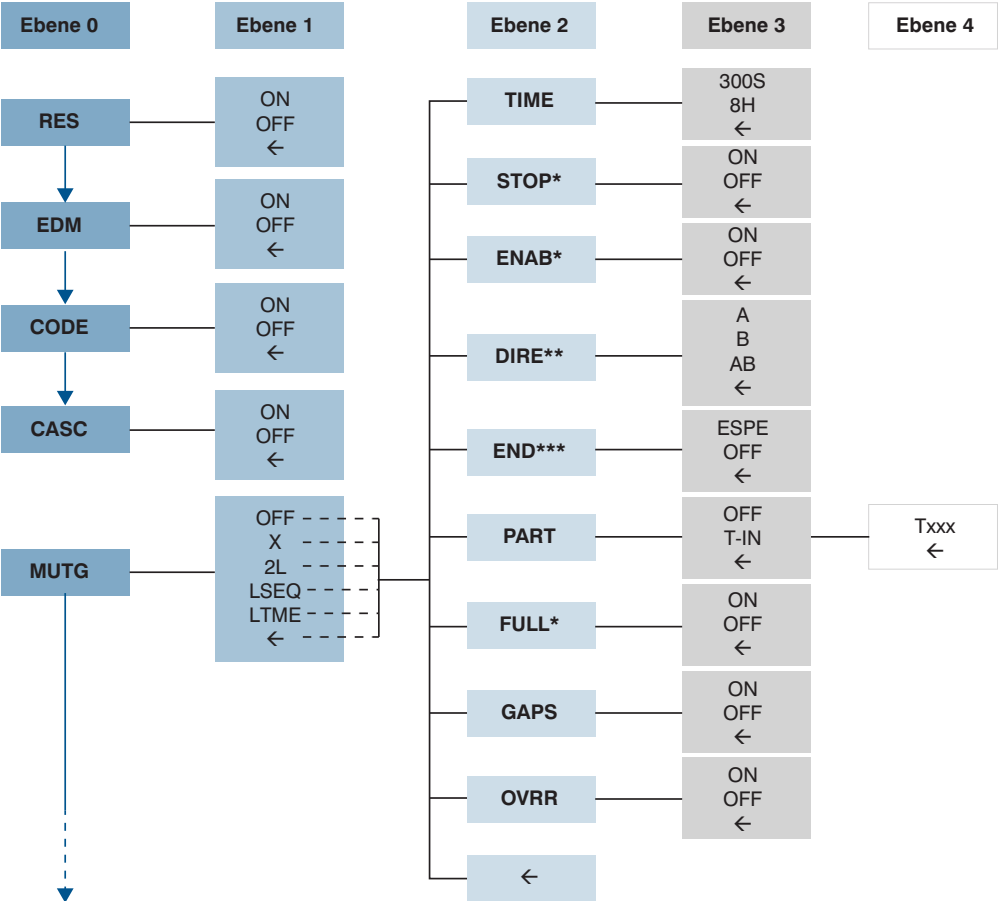 Ebene 0
Ebene 1
Ebene 2
Ebene 3
Ebene 4
RES
ON
OFF
←
EDM
ON
OFF
←
CODE
ON
OFF
←
CASC
ON
OFF
←
MUTG
OFF
X
2L
LSEQ
LTME
←
TIME
300S
8H
←
STOP*
ON
OFF
←
ENAB*
ON
OFF
←
DIRE**
A
B
AB
←
END***
ESPE
OFF
←
PART
OFF
T-IN
←
Txxx
←
FULL*
ON
OFF
←
GAPS
ON
OFF
←
OVRR
ON
OFF
←
←